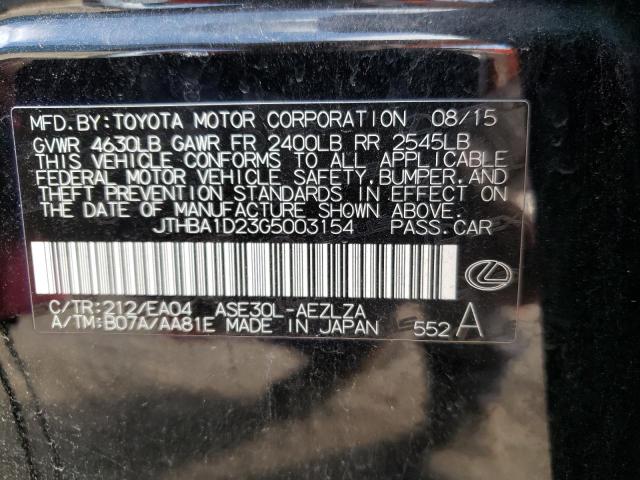 MFD.BY:TOYOTA MOTOR CORPORATION 08/15
GVWR 4630LB GAWR FR 2400LB RR 2545LB
THIS VEHICLE CONFORMS TO ALL APPLICABLE
FEDERAL MOTOR VEHICLE SAFETY, BUMPER, AND
THEFT PREVENTION STANDARDS IN EFFECT ON
THE DATE OF MANUFACTURE SHOWN ABOVE.
JTHBA1D23G5003154 PASS.CAR
C/TR:212/EA04 ASE30L-AEZLZA
A/TM:B07A/AA81E MADE IN JAPAN 552A